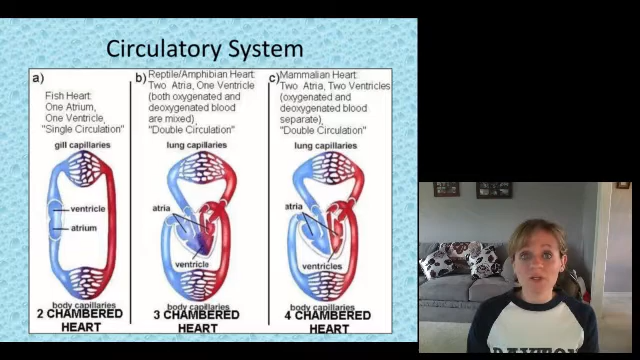 Circulatory System
a)
Fish Heart:
One Atrium,
One Ventricle,
"Single Circulation"
gill capillaries
ventricle
atrium
body capillaries
2 CHAMBERED
HEART
b)
Reptile/Amphibian Heart:
Two Atria, One Ventricle
(both oxygenated and
deoxygenated blood
are mixed),
"Double Circulation"
lung capillaries
atria
ventricle
body capillaries
3 CHAMBERED
HEART
c)
Mammalian Heart:
Two Atria, Two Ventricles
(oxygenated and
deoxygenated blood
separate),
"Double Circulation"
lung capillaries
atria
ventricles
body capillaries
4 CHAMBERED
HEART